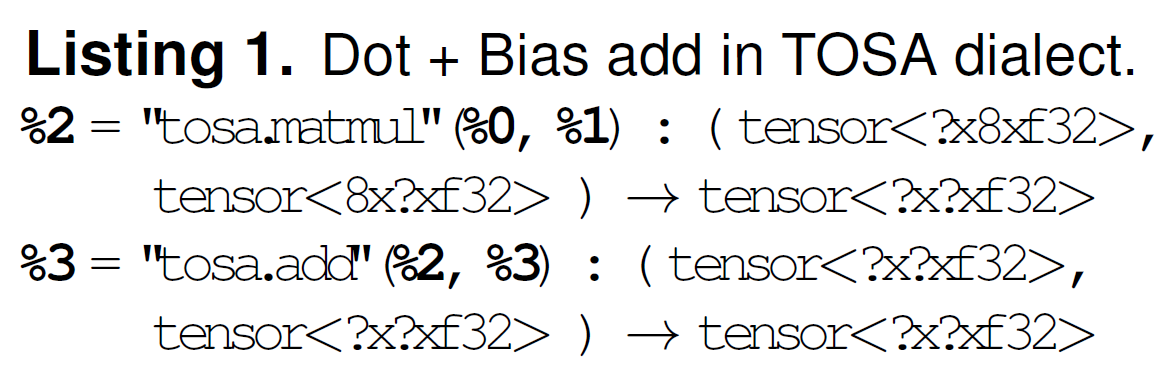 Listing 1. Dot + Bias add in TOSA dialect.
%2 = "tosa.matmul"(%0, %1) : ( tensor<?x8xf32>,
tensor<8x?xf32> ) → tensor<?x?xf32>
%3 = "tosa.add"(%2, %3) : ( tensor<?x?xf32>,
tensor<?x?xf32> ) → tensor<?x?xf32>